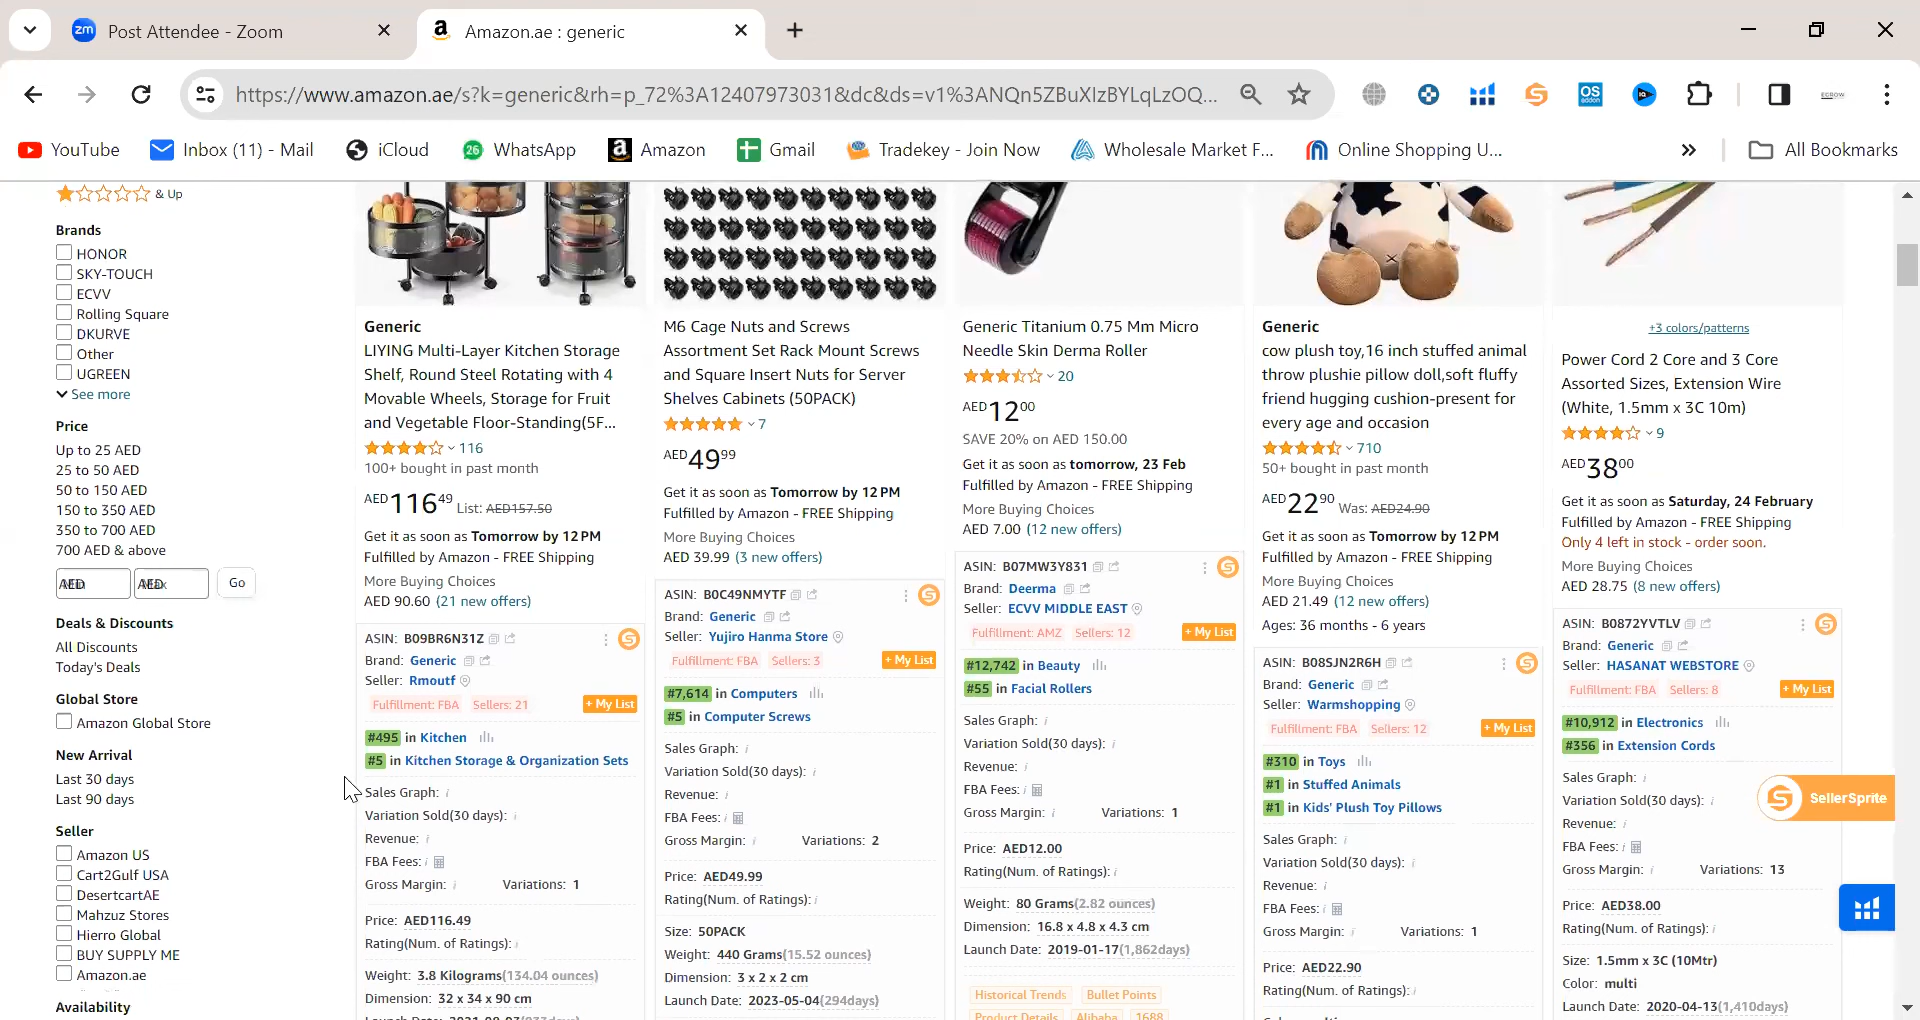 zm Post Attendee - Zoom
Amazon.ae : generic
https://www.amazon.ae/s?k=generic&rh=p_72%3A12407973031&dc&ds=v1%3ANQn5ZBuXIzBYLqLzOQ...
YouTube
Inbox (11) - Mail
iCloud
26 WhatsApp
Amazon
Gmail
Tradekey - Join Now
Wholesale Market F...
Online Shopping U...
All Bookmarks
& Up
Brands
HONOR
SKY-TOUCH
ECVV
Rolling Square
DKURVE
Other
UGREEN
See more
Price
Up to 25 AED
25 to 50 AED
50 to 150 AED
150 to 350 AED
350 to 700 AED
700 AED & above
AED Min AED Max Go
Deals & Discounts
All Discounts
Today's Deals
Global Store
Amazon Global Store
New Arrival
Last 30 days
Last 90 days
Seller
Amazon US
Cart2Gulf USA
DesertcartAE
Mahzuz Stores
Hierro Global
BUY SUPPLY ME
Amazon.ae
Availability
Generic
LIYING Multi-Layer Kitchen Storage
Shelf, Round Steel Rotating with 4
Movable Wheels, Storage for Fruit
and Vegetable Floor-Standing(5F...
116
100+ bought in past month
AED 116 49 List: AED157.50
Get it as soon as Tomorrow by 12 PM
Fulfilled by Amazon - FREE Shipping
More Buying Choices
AED 90.60 (21 new offers)
ASIN: B09BR6N31Z
Brand: Generic
Seller: Rmoutf
Fulfillment: FBA Sellers: 21 + My List
#495 in Kitchen
#5 in Kitchen Storage & Organization Sets
Sales Graph:
Variation Sold(30 days):
Revenue:
FBA Fees:
Gross Margin: Variations: 1
Price: AED116.49
Rating(Num. of Ratings):
Weight: 3.8 Kilograms(134.04 ounces)
Dimension: 32 x 34 x 90 cm
M6 Cage Nuts and Screws
Assortment Set Rack Mount Screws
and Square Insert Nuts for Server
Shelves Cabinets (50PACK)
7
AED 49 99
Get it as soon as Tomorrow by 12 PM
Fulfilled by Amazon - FREE Shipping
More Buying Choices
AED 39.99 (3 new offers)
ASIN: B0C49NMYTF
Brand: Generic
Seller: Yujiro Hanma Store
Fulfillment: FBA Sellers: 3 + My List
#7,614 in Computers
#5 in Computer Screws
Sales Graph:
Variation Sold(30 days):
Revenue:
FBA Fees:
Gross Margin: Variations: 2
Price: AED49.99
Rating(Num. of Ratings):
Size: 50PACK
Weight: 440 Grams(15.52 ounces)
Dimension: 3 x 2 x 2 cm
Launch Date: 2023-05-04(294days)
Generic Titanium 0.75 Mm Micro
Needle Skin Derma Roller
20
AED 12 00
SAVE 20% on AED 150.00
Get it as soon as tomorrow, 23 Feb
Fulfilled by Amazon - FREE Shipping
More Buying Choices
AED 7.00 (12 new offers)
ASIN: B07MW3Y831
Brand: Deerma
Seller: ECVV MIDDLE EAST
Fulfillment: AMZ Sellers: 12 + My List
#12,742 in Beauty
#55 in Facial Rollers
Sales Graph:
Variation Sold(30 days):
Revenue:
FBA Fees:
Gross Margin: Variations: 1
Price: AED12.00
Rating(Num. of Ratings):
Weight: 80 Grams(2.82 ounces)
Dimension: 16.8 x 4.8 x 4.3 cm
Launch Date: 2019-01-17(1,862days)
Historical Trends Bullet Points
Product Details Alibaba 1688
Generic
cow plush toy,16 inch stuffed animal
throw plushie pillow doll,soft fluffy
friend hugging cushion-present for
every age and occasion
710
50+ bought in past month
AED 22 90 Was: AED24.90
Get it as soon as Tomorrow by 12 PM
Fulfilled by Amazon - FREE Shipping
More Buying Choices
AED 21.49 (12 new offers)
Ages: 36 months - 6 years
ASIN: B08SJN2R6H
Brand: Generic
Seller: Warmshopping
Fulfillment: FBA Sellers: 12 + My List
#310 in Toys
#1 in Stuffed Animals
#1 in Kids' Plush Toy Pillows
Sales Graph:
Variation Sold(30 days):
Revenue:
FBA Fees:
Gross Margin: Variations: 1
Price: AED22.90
Rating(Num. of Ratings):
+3 colors/patterns
Power Cord 2 Core and 3 Core
Assorted Sizes, Extension Wire
(White, 1.5mm x 3C 10m)
9
AED 38 00
Get it as soon as Saturday, 24 February
Fulfilled by Amazon - FREE Shipping
Only 4 left in stock - order soon.
More Buying Choices
AED 28.75 (8 new offers)
ASIN: B0872YVTLV
Brand: Generic
Seller: HASANAT WEBSTORE
Fulfillment: FBA Sellers: 8 + My List
#10,912 in Electronics
#356 in Extension Cords
Sales Graph:
Variation Sold(30 days):
Revenue:
FBA Fees:
Gross Margin: Variations: 13
Price: AED38.00
Rating(Num. of Ratings):
Size: 1.5mm x 3C (10Mtr)
Color: multi
Launch Date: 2020-04-13(1,410days)
SellerSprite